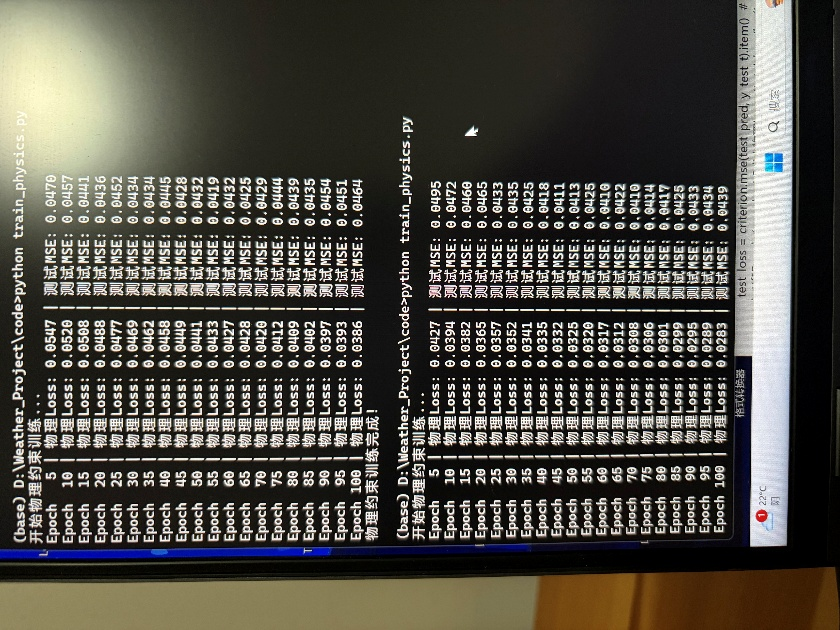 (base) D:\Weather_Project\code>python train_physics.py
开始物理约束训练...
Epoch 5 | 物理Loss: 0.0547 | 测试MSE: 0.0470
Epoch 10 | 物理Loss: 0.0520 | 测试MSE: 0.0457
Epoch 15 | 物理Loss: 0.0508 | 测试MSE: 0.0441
Epoch 20 | 物理Loss: 0.0488 | 测试MSE: 0.0436
Epoch 25 | 物理Loss: 0.0477 | 测试MSE: 0.0452
Epoch 30 | 物理Loss: 0.0469 | 测试MSE: 0.0434
Epoch 35 | 物理Loss: 0.0462 | 测试MSE: 0.0434
Epoch 40 | 物理Loss: 0.0458 | 测试MSE: 0.0445
Epoch 45 | 物理Loss: 0.0449 | 测试MSE: 0.0428
Epoch 50 | 物理Loss: 0.0441 | 测试MSE: 0.0432
Epoch 55 | 物理Loss: 0.0433 | 测试MSE: 0.0419
Epoch 60 | 物理Loss: 0.0427 | 测试MSE: 0.0432
Epoch 65 | 物理Loss: 0.0428 | 测试MSE: 0.0425
Epoch 70 | 物理Loss: 0.0420 | 测试MSE: 0.0429
Epoch 75 | 物理Loss: 0.0412 | 测试MSE: 0.0440
Epoch 80 | 物理Loss: 0.0409 | 测试MSE: 0.0439
Epoch 85 | 物理Loss: 0.0402 | 测试MSE: 0.0435
Epoch 90 | 物理Loss: 0.0397 | 测试MSE: 0.0454
Epoch 95 | 物理Loss: 0.0393 | 测试MSE: 0.0451
Epoch 100 | 物理Loss: 0.0386 | 测试MSE: 0.0464
物理约束训练完成!
(base) D:\Weather_Project\code>python train_physics.py
开始物理约束训练...
Epoch 5 | 物理Loss: 0.0427 | 测试MSE: 0.0495
Epoch 10 | 物理Loss: 0.0394 | 测试MSE: 0.0472
Epoch 15 | 物理Loss: 0.0382 | 测试MSE: 0.0460
Epoch 20 | 物理Loss: 0.0365 | 测试MSE: 0.0465
Epoch 25 | 物理Loss: 0.0357 | 测试MSE: 0.0433
Epoch 30 | 物理Loss: 0.0352 | 测试MSE: 0.0435
Epoch 35 | 物理Loss: 0.0341 | 测试MSE: 0.0425
Epoch 40 | 物理Loss: 0.0335 | 测试MSE: 0.0418
Epoch 45 | 物理Loss: 0.0332 | 测试MSE: 0.0411
Epoch 50 | 物理Loss: 0.0325 | 测试MSE: 0.0413
Epoch 55 | 物理Loss: 0.0320 | 测试MSE: 0.0425
Epoch 60 | 物理Loss: 0.0317 | 测试MSE: 0.0410
Epoch 65 | 物理Loss: 0.0312 | 测试MSE: 0.0422
Epoch 70 | 物理Loss: 0.0308 | 测试MSE: 0.0410
Epoch 75 | 物理Loss: 0.0306 | 测试MSE: 0.0414
Epoch 80 | 物理Loss: 0.0301 | 测试MSE: 0.0417
Epoch 85 | 物理Loss: 0.0299 | 测试MSE: 0.0425
Epoch 90 | 物理Loss: 0.0295 | 测试MSE: 0.0433
Epoch 95 | 物理Loss: 0.0289 | 测试MSE: 0.0434
Epoch 100 | 物理Loss: 0.0283 | 测试MSE: 0.0439
格式转换器
test_loss = criterion.mse(test_pred, y_test_t).item() #
1
22°C
阴
搜索